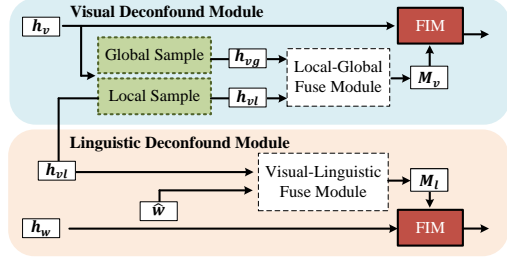 Visual Deconfound Module
h_v
FIM
Global Sample
h_vg
Local-Global
Fuse Module
M_v
Local Sample
h_vl
Linguistic Deconfound Module
h_vl
Visual-Linguistic
Fuse Module
M_l
ŵ
h_w
FIM